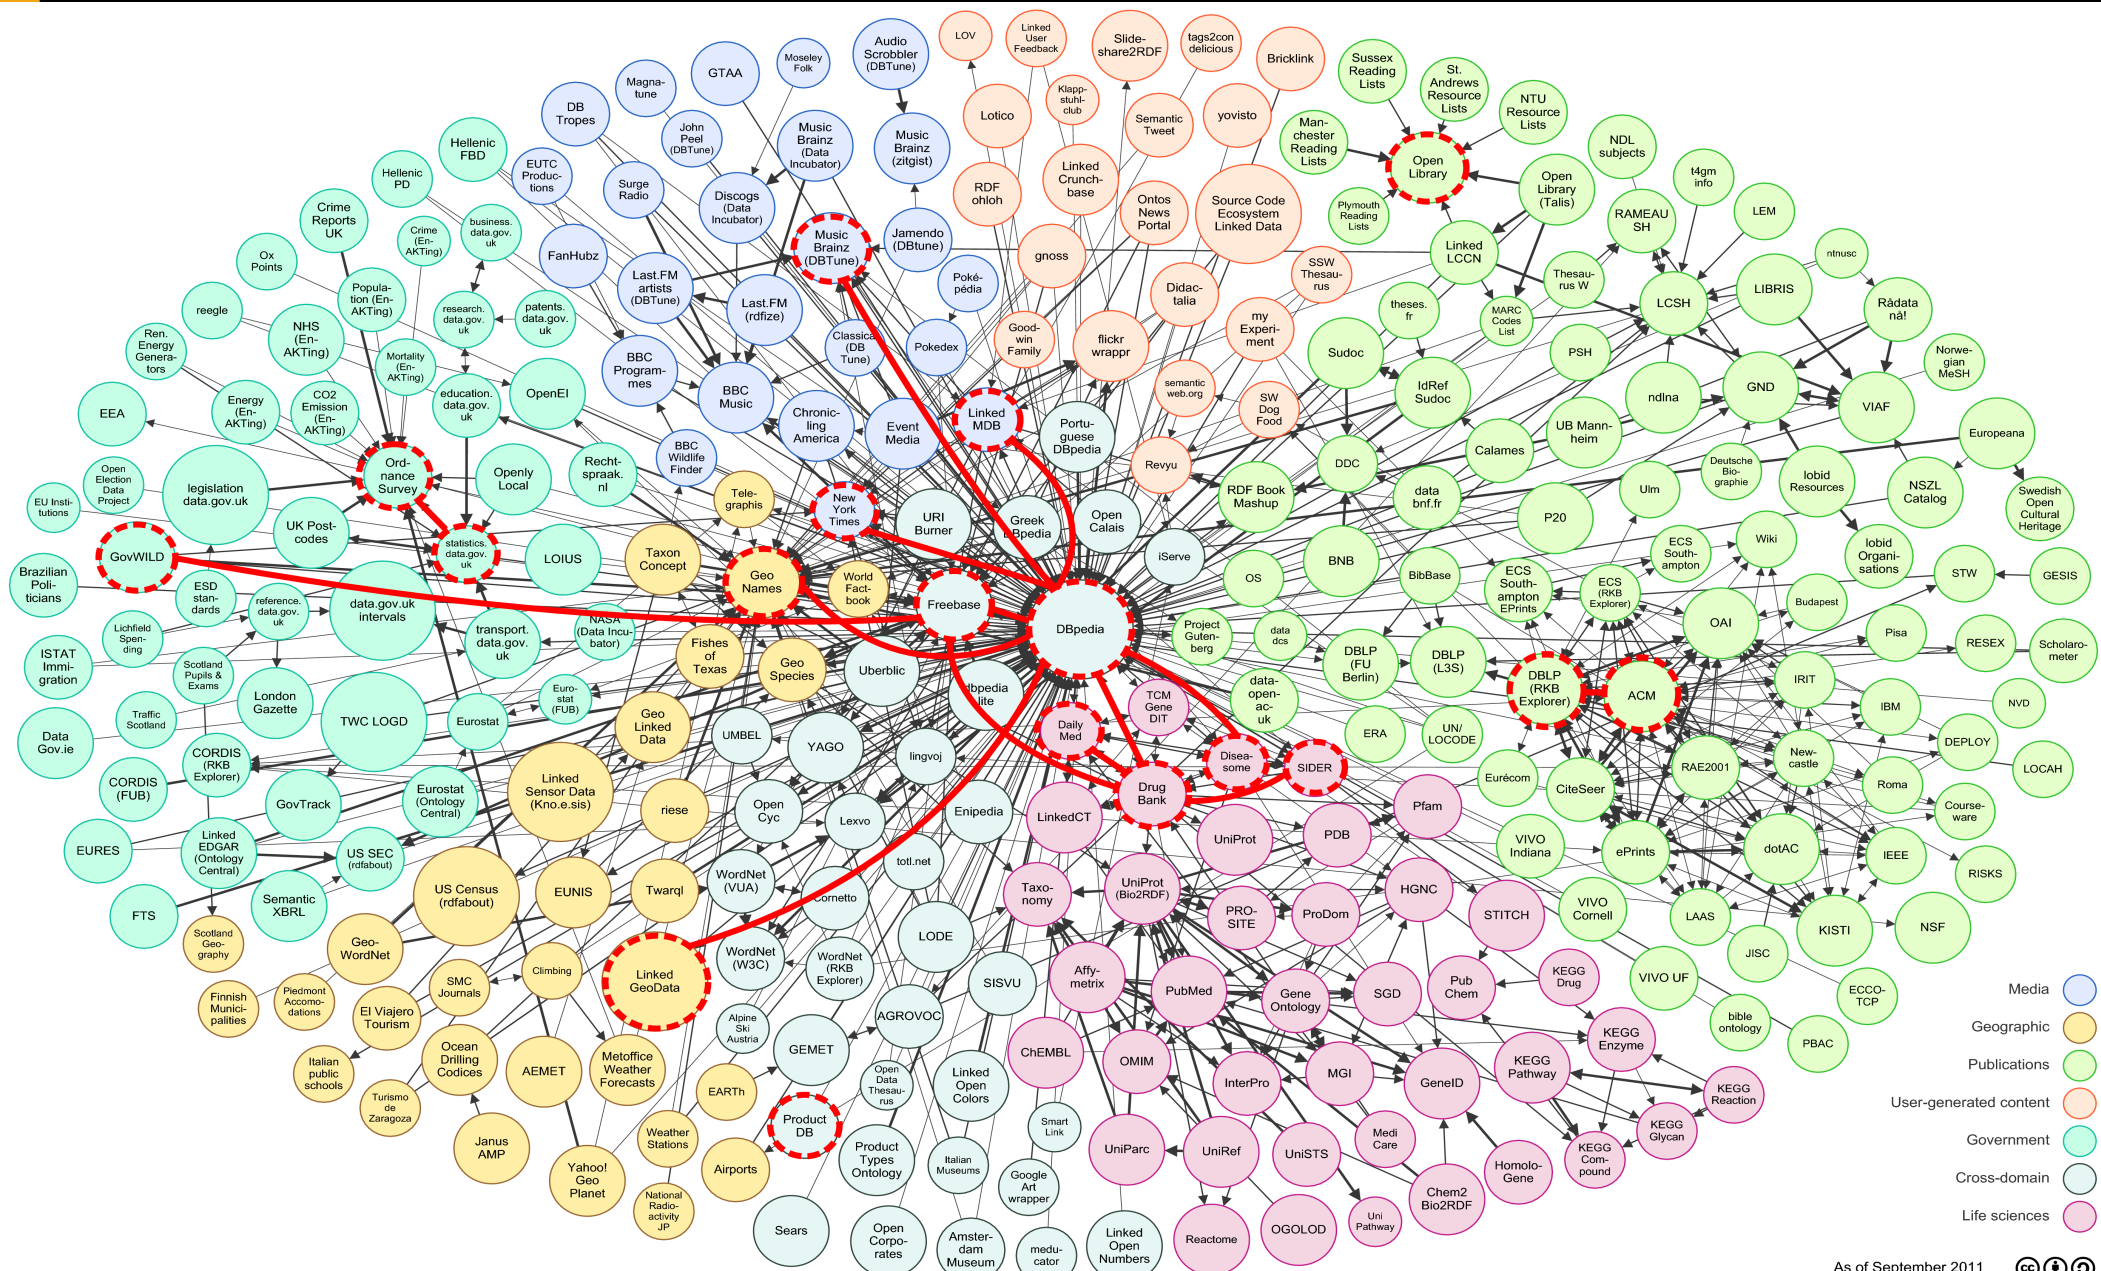 Audio
Scrobbler
(DBTune)
LOV
Linked
User
Feedback
Slide-
share2RDF
tags2con
delicious
Bricklink
Sussex
Reading
Lists
St.
Andrews
Resource
Lists
NTU
Resource
Lists
Moseley
Folk
GTAA
Magna-
tune
DB
Tropes
John
Peel
(DBTune)
Music
Brainz
(Data
Incubator)
Music
Brainz
(zitgist)
Lotico
Klapp-
stuhl-
club
Semantic
Tweet
yovisto
Man-
chester
Reading
Lists
Open
Library
Open
Library
(Talis)
NDL
subjects
t4gm
info
Hellenic
FBD
Hellenic
PD
EUTC
Produc-
tions
Surge
Radio
Discogs
(Data
Incubator)
RDF
ohloh
Linked
Crunch-
base
Ontos
News
Portal
Source Code
Ecosystem
Linked Data
Plymouth
Reading
Lists
RAMEAU
SH
LEM
Crime
Reports
UK
Crime
(En-
AKTing)
business.
data.gov.
uk
FanHubz
Music
Brainz
(DBTune)
Jamendo
(DBtune)
gnoss
Linked
LCCN
ntnusc
Ox
Points
Popula-
tion (En-
AKTing)
Last.FM
artists
(DBTune)
Last.FM
(rdfize)
Poké-
pédia
Didac-
talia
SSW
Thesau-
rus
theses.
fr
Thesau-
rus W
LCSH
LIBRIS
Rådata
nå!
reegle
NHS
(En-
AKTing)
research.
data.gov.
uk
patents.
data.gov.
uk
Classical
(DB
Tune)
Pokedex
Good-
win
Family
flickr
wrappr
my
Experi-
ment
MARC
Codes
List
Ren.
Energy
Genera-
tors
Mortality
(En-
AKTing)
OpenEI
BBC
Program-
mes
BBC
Music
Sudoc
PSH
Norwe-
gian
MeSH
EEA
Energy
(En-
AKTing)
CO2
Emission
(En-
AKTing)
education.
data.gov.
uk
Chronic-
ling
America
Event
Media
Linked
MDB
Portu-
guese
DBpedia
semantic
web.org
SW
Dog
Food
IdRef
Sudoc
ndlna
GND
VIAF
UB Mann-
heim
Europeana
Open
Election
Data
Project
EU Insti-
tutions
legislation
data.gov.uk
Ord-
nance
Survey
Openly
Local
Recht-
spraak.
nl
BBC
Wildlife
Finder
Tele-
graphis
New
York
Times
URI
Burner
Greek
DBpedia
Open
Calais
Revyu
RDF Book
Mashup
DDC
Calames
data
bnf.fr
Ulm
Deutsche
Bio-
graphie
lobid
Resources
NSZL
Catalog
Swedish
Open
Cultural
Heritage
P20
GovWILD
UK Post-
codes
statistics.
data.gov.
uk
LOIUS
Taxon
Concept
Geo
Names
World
Fact-
book
Freebase
iServe
OS
BNB
BibBase
ECS
South-
ampton
EPrints
ECS
(RKB
Explorer)
ECS
South-
ampton
Wiki
lobid
Organi-
sations
STW
GESIS
Brazilian
Poli-
ticians
ESD
stan-
dards
reference.
data.gov.
uk
data.gov.uk
intervals
NASA
(Data Incu-
bator)
DBpedia
Project
Guten-
berg
data
dcs
DBLP
(FU
Berlin)
DBLP
(L3S)
OAI
Budapest
Pisa
RESEX
Scholaro-
meter
Lichfield
Spen-
ding
ISTAT
Immi-
gration
Scotland
Pupils &
Exams
London
Gazette
transport.
data.gov.
uk
Fishes
of
Texas
Geo
Species
Uberblic
dbpedia
lite
TCM
Gene
DIT
data-
open-
ac-
uk
DBLP
(RKB
Explorer)
ACM
IRIT
IBM
NVD
Traffic
Scotland
TWC LOGD
Eurostat
Euro-
stat
(FUB)
Geo
Linked
Data
UMBEL
YAGO
lingvoj
Daily
Med
Disea-
some
SIDER
ERA
UN/
LOCODE
RAE2001
New-
castle
DEPLOY
LOCAH
Data
Gov.ie
CORDIS
(RKB
Explorer)
CORDIS
(FUB)
GovTrack
Eurostat
(Ontology
Central)
Linked
Sensor Data
(Kno.e.sis)
riese
Open
Cyc
Lexvo
Enipedia
Drug
Bank
LinkedCT
Pfam
Eurécom
CiteSeer
Roma
Course-
ware
EURES
Linked
EDGAR
(Ontology
Central)
US SEC
(rdfabout)
UniProt
PDB
VIVO
Indiana
ePrints
dotAC
IEEE
RISKS
FTS
Semantic
XBRL
US Census
(rdfabout)
EUNIS
Twarql
WordNet
(VUA)
totl.net
Cornetto
Taxo-
nomy
UniProt
(Bio2RDF)
PRO-
SITE
ProDom
HGNC
STITCH
VIVO
Cornell
LAAS
KISTI
NSF
Scotland
Geo-
graphy
Geo-
WordNet
Climbing
Linked
GeoData
WordNet
(W3C)
WordNet
(RKB
Explorer)
LODE
SISVU
Affy-
metrix
PubMed
Gene
Ontology
SGD
Pub
Chem
KEGG
Drug
VIVO UF
JISC
ECCO-
TCP
Finnish
Munici-
palities
Piedmont
Accomo-
dations
SMC
Journals
El Viajero
Tourism
Alpine
Ski
Austria
AGROVOC
GEMET
bible
ontology
PBAC
Italian
public
schools
Turismo
de
Zaragoza
Ocean
Drilling
Codices
AEMET
Metoffice
Weather
Forecasts
EARTh
Open
Data
Thesau-
rus
Linked
Open
Colors
ChEMBL
OMIM
InterPro
MGI
GeneID
KEGG
Pathway
KEGG
Enzyme
KEGG
Reaction
Janus
AMP
Yahoo!
Geo
Planet
Weather
Stations
Airports
Product
DB
Product
Types
Ontology
Italian
Museums
Smart
Link
Google
Art
wrapper
UniParc
UniRef
UniSTS
Medi
Care
Homolo-
Gene
KEGG
Com-
pound
KEGG
Glycan
National
Radio-
activity
JP
Sears
Open
Corpo-
rates
Amster-
dam
Museum
medu-
cator
Linked
Open
Numbers
Reactome
OGOLOD
Uni
Pathway
Chem2
Bio2RDF
Media
Geographic
Publications
User-generated content
Government
Cross-domain
Life sciences
As of September 2011
cc